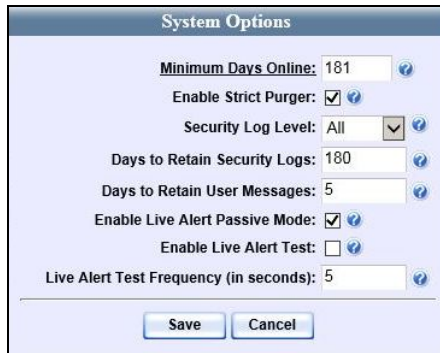 System Options
Minimum Days Online: 181
Enable Strict Purger:
Security Log Level: All
Days to Retain Security Logs: 180
Days to Retain User Messages: 5
Enable Live Alert Passive Mode:
Enable Live Alert Test:
Live Alert Test Frequency (in seconds): 5
Save Cancel